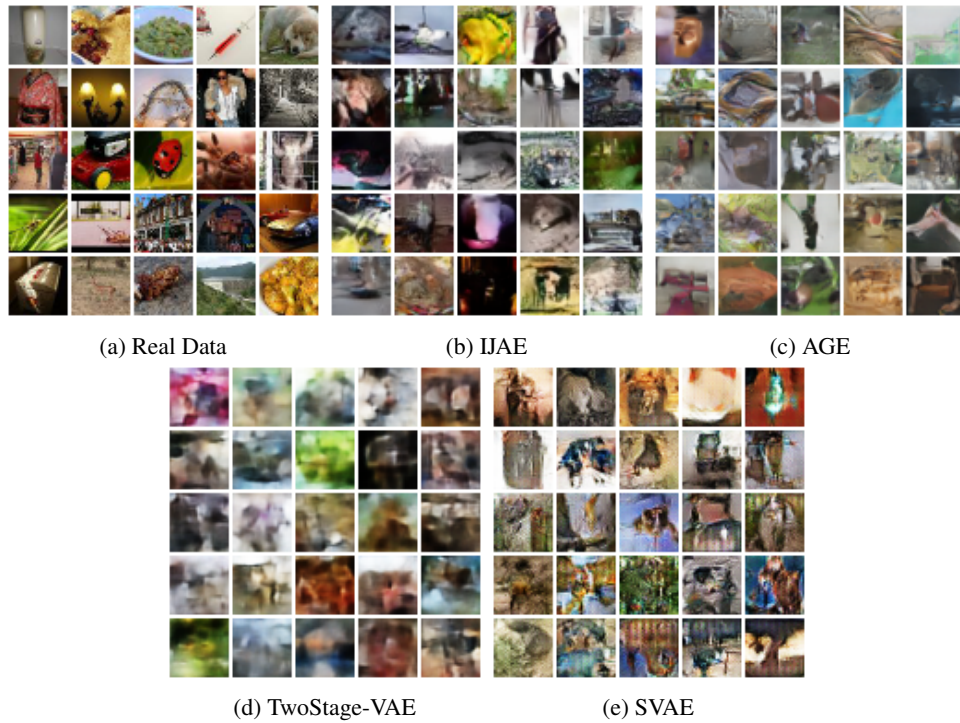 (a) Real Data
(b) IJAE
(c) AGE
(d) TwoStage-VAE
(e) SVAE